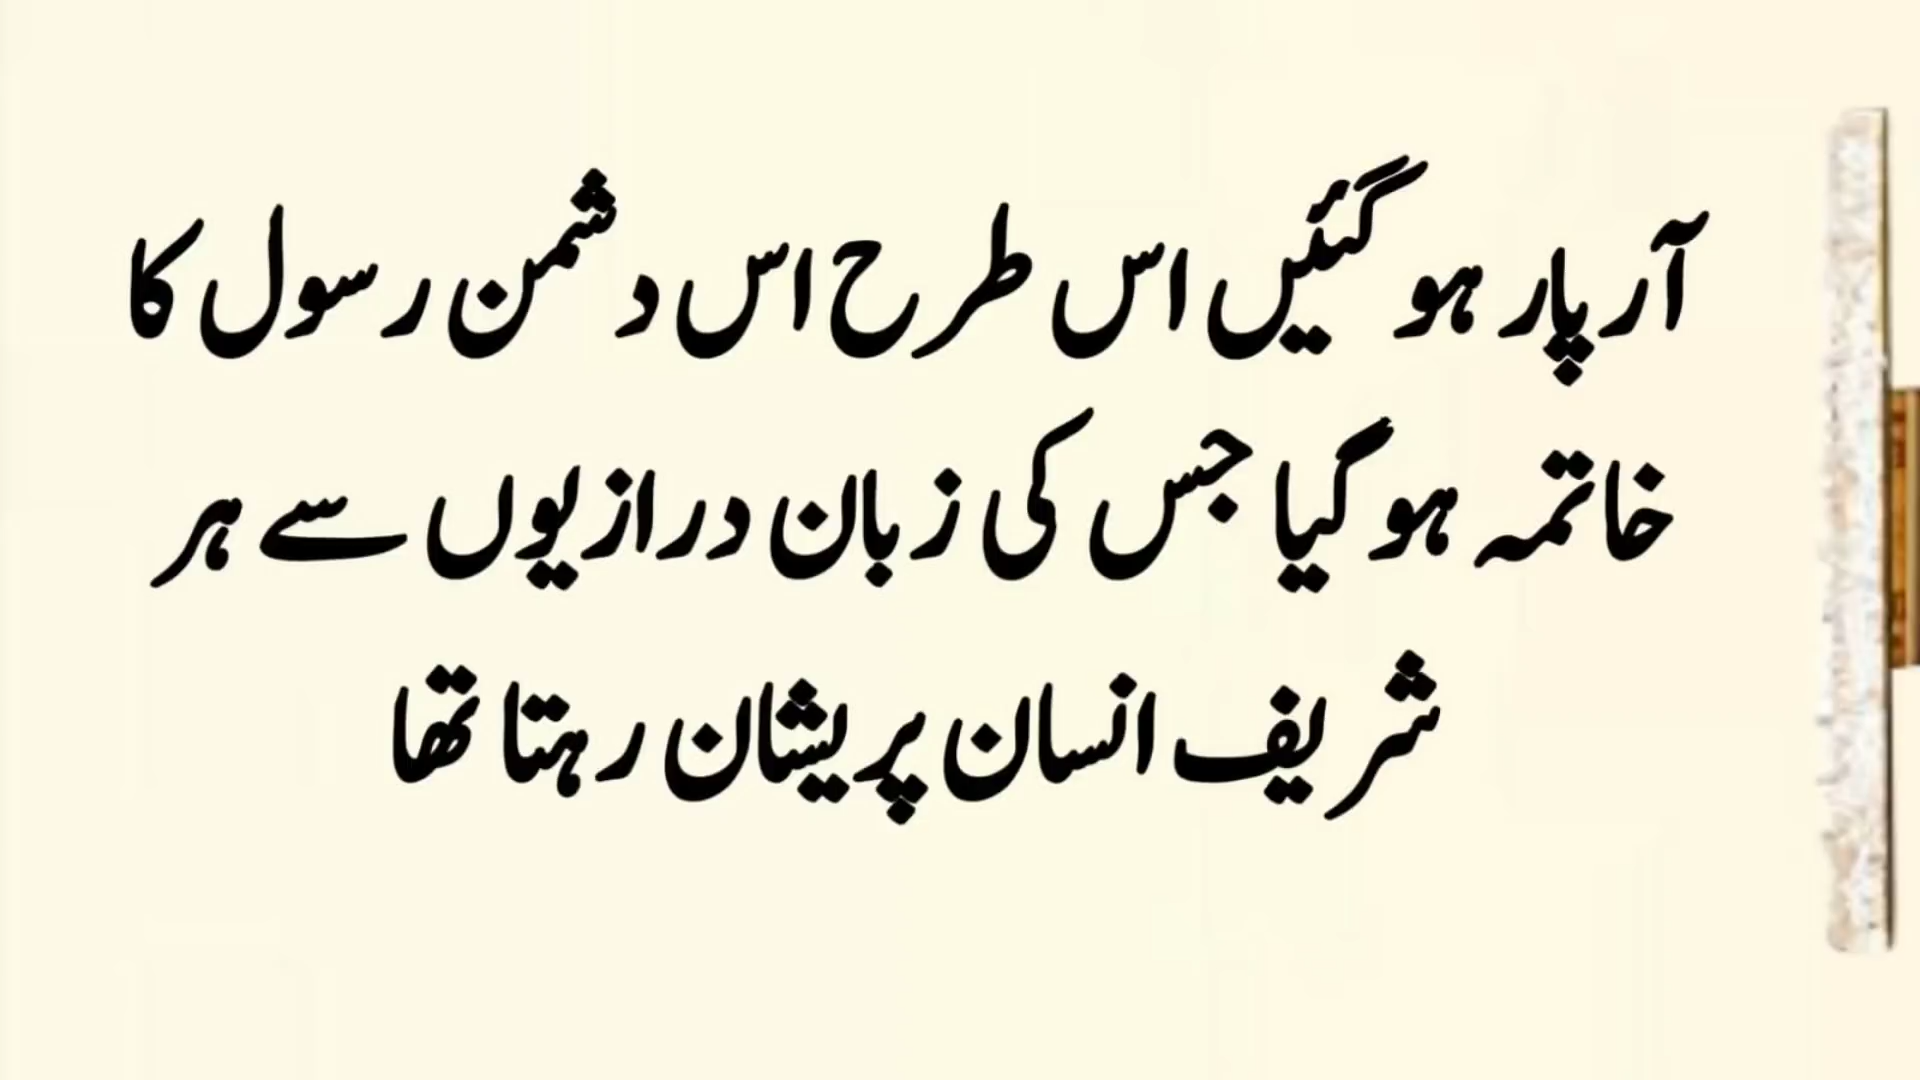 آر پار ہو گئیں اس طرح اس دشمن رسول کا
خاتمہ ہو گیا جس کی زبان درازیوں سے ہر
شریف انسان پریشان رہتا تھا